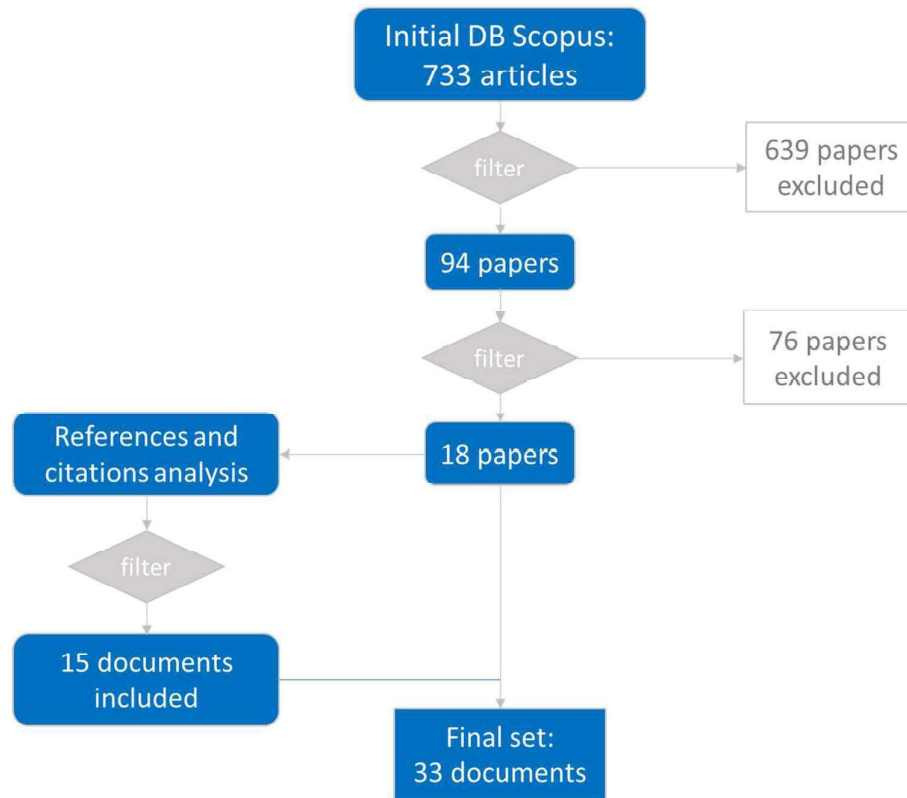 Initial DB Scopus:
733 articles
filter
639 papers
excluded
94 papers
filter
76 papers
excluded
18 papers
References and
citations analysis
filter
15 documents
included
Final set:
33 documents